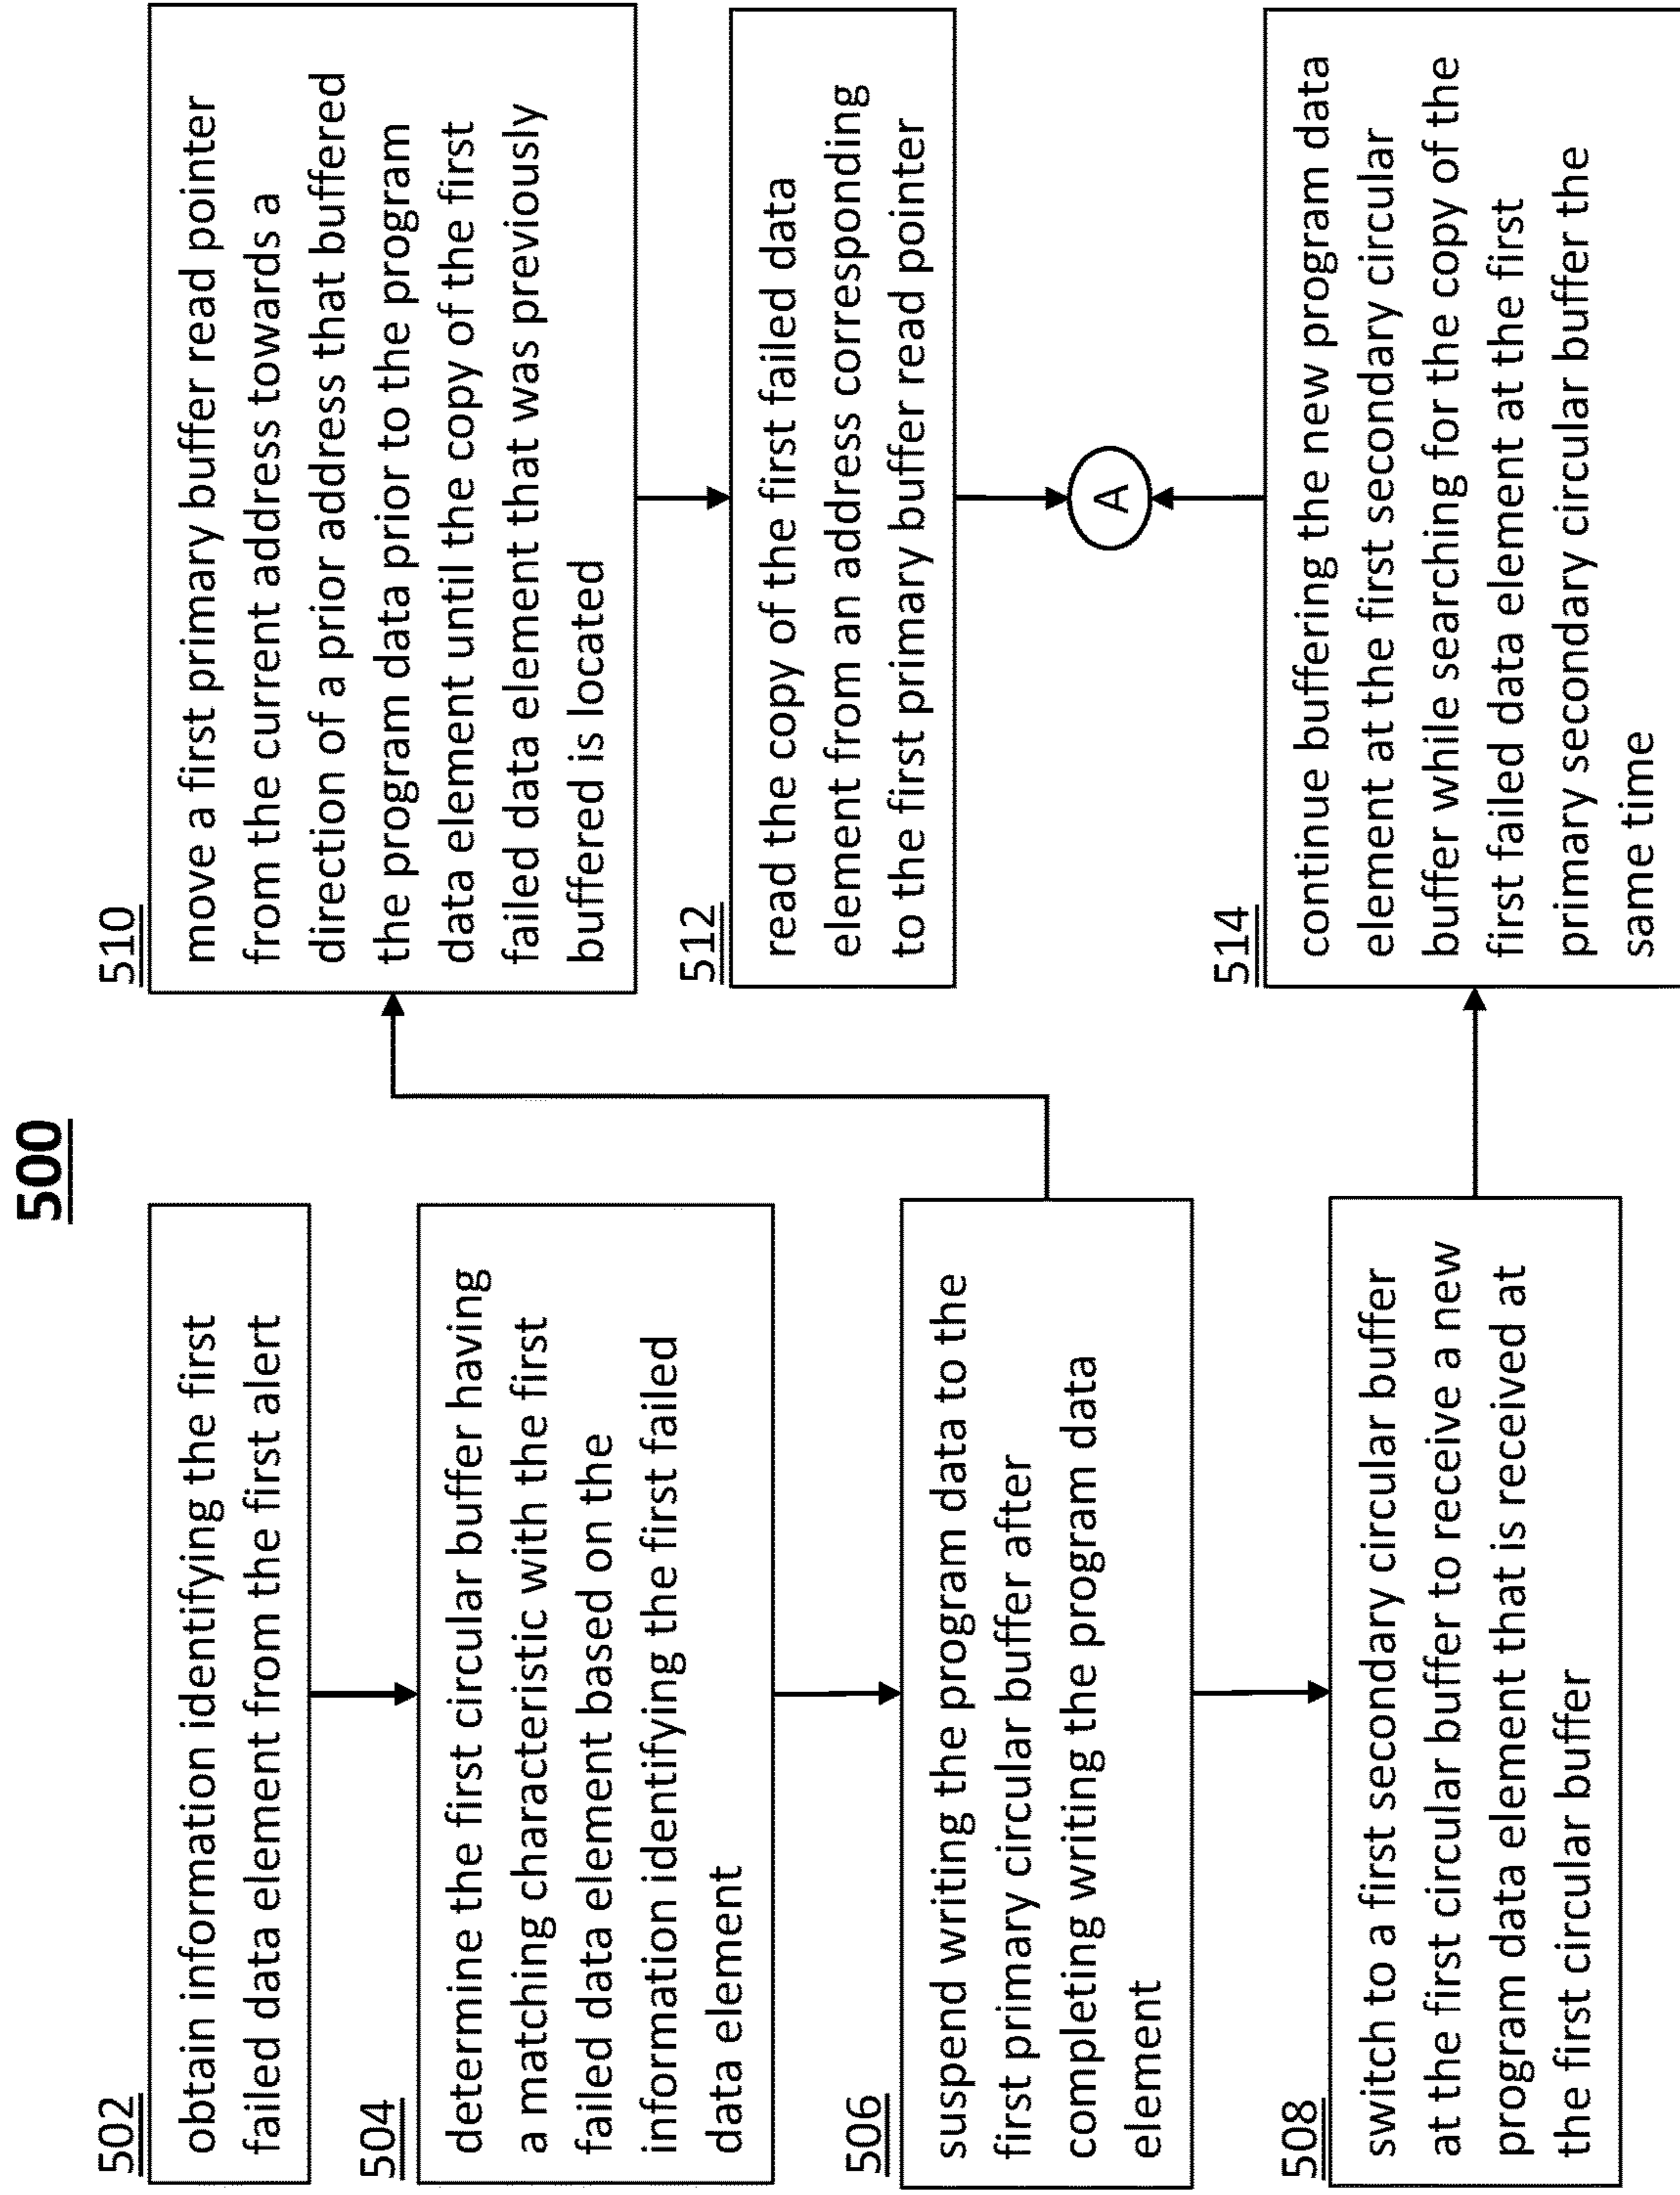 500
502
obtain information identifying the first
failed data element from the first alert
504
determine the first circular buffer having
a matching characteristic with the first
failed data element based on the
information identifying the first failed
data element
506
suspend writing the program data to the
first primary circular buffer after
completing writing the program data
element
508
switch to a first secondary circular buffer
at the first circular buffer to receive a new
program data element that is received at
the first circular buffer
510
move a first primary buffer read pointer
from the current address towards a
direction of a prior address that buffered
the program data prior to the program
data element until the copy of the first
failed data element that was previously
buffered is located
512
read the copy of the first failed data
element from an address corresponding
to the first primary buffer read pointer
A
514
continue buffering the new program data
element at the first secondary circular
buffer while searching for the copy of the
first failed data element at the first
primary secondary circular buffer the
same time